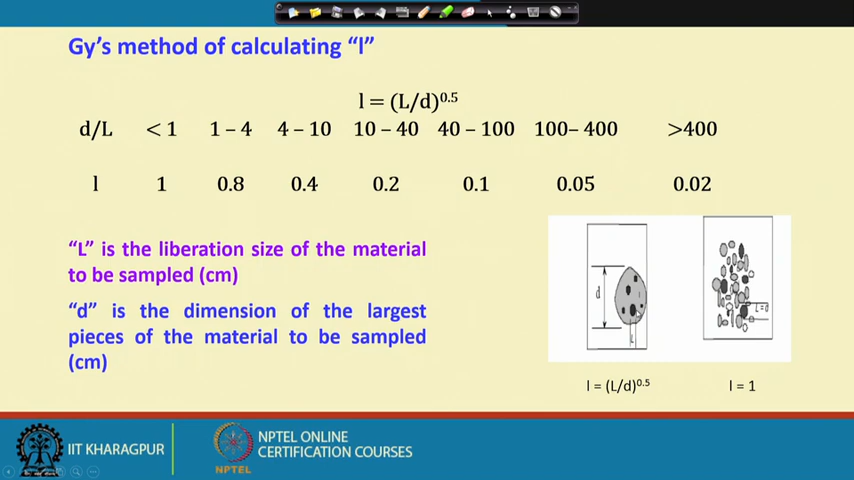 Gy's method of calculating "l"
l = (L/d)^0.5
d/L < 1 1 – 4 4 – 10 10 – 40 40 – 100 100– 400 >400
l 1 0.8 0.4 0.2 0.1 0.05 0.02
"L" is the liberation size of the material
to be sampled (cm)
"d" is the dimension of the largest
pieces of the material to be sampled
(cm)
d
L
L = d
l = (L/d)^0.5
l = 1
IIT KHARAGPUR
NPTEL
NPTEL ONLINE
CERTIFICATION COURSES